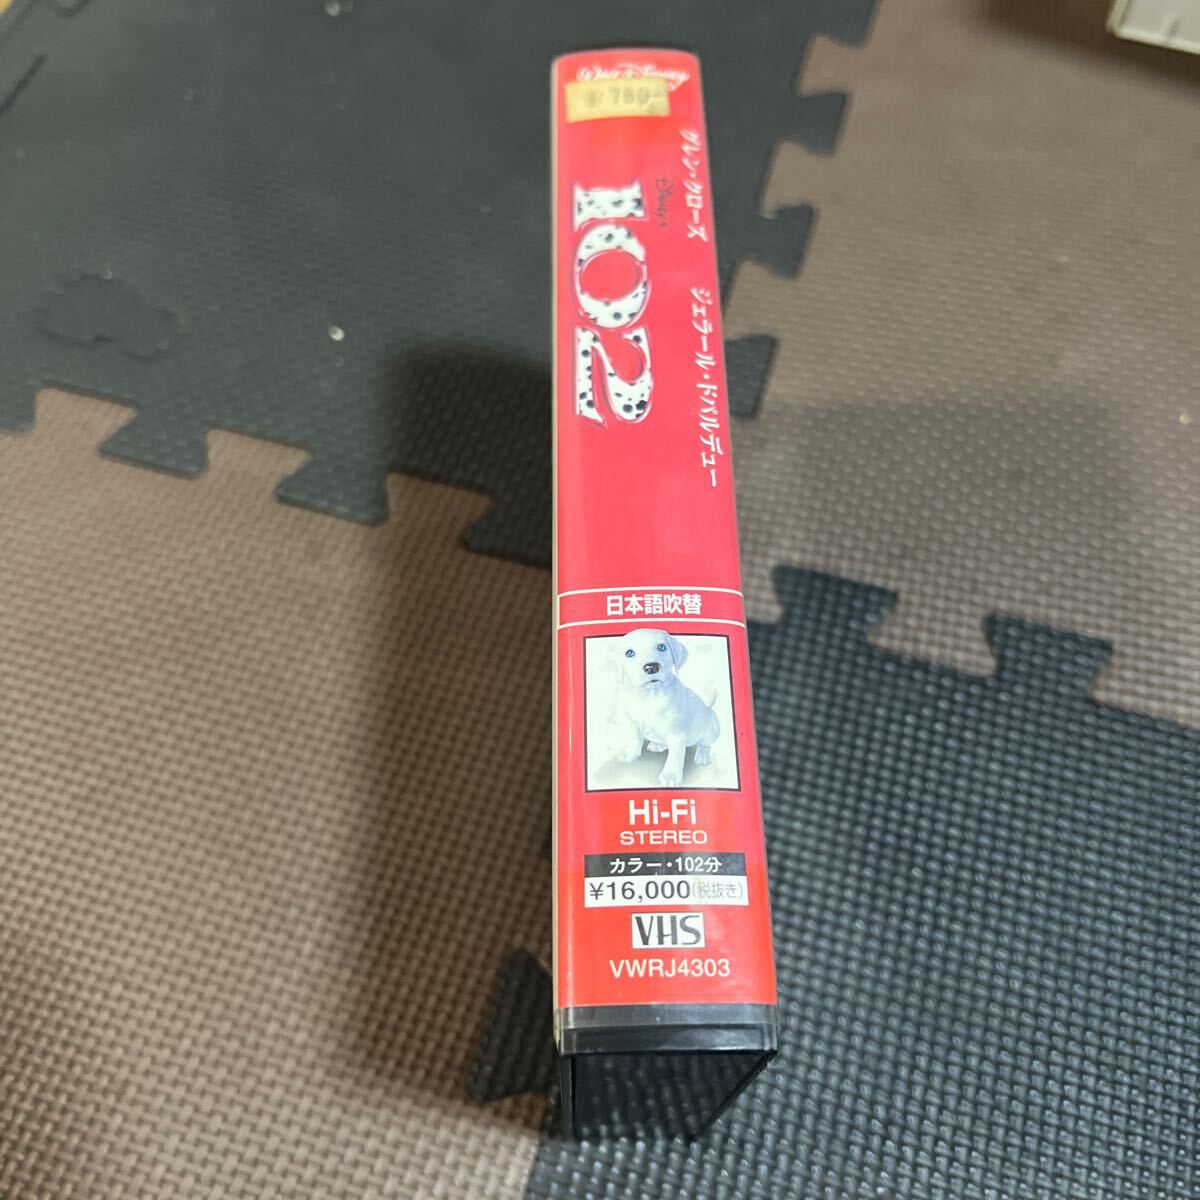 Walt Disney
グレン・クローズ
ジェラール・ドパルデュー
Disney's
102
日本語吹替
Hi-Fi
STEREO
カラー・102分
¥16,000(税抜き)
VHS
VWRJ4303